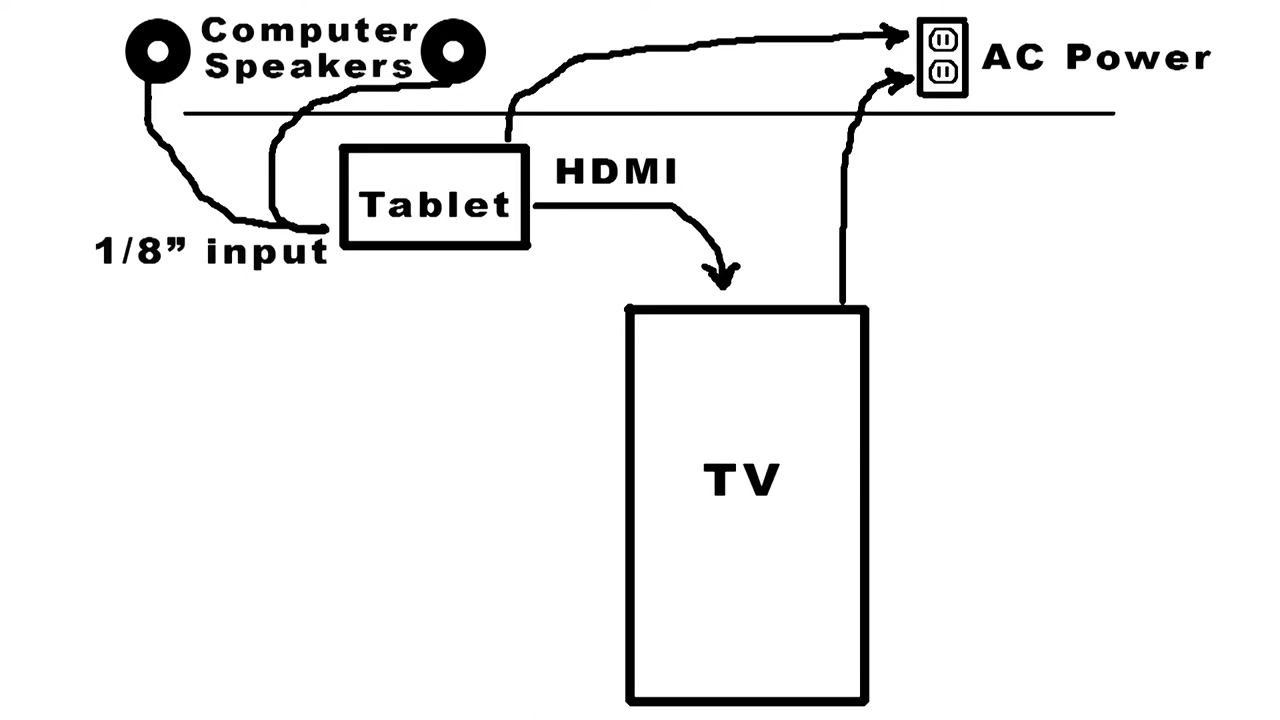 Computer
Speakers
AC Power
HDMI
Tablet
1/8” input
TV